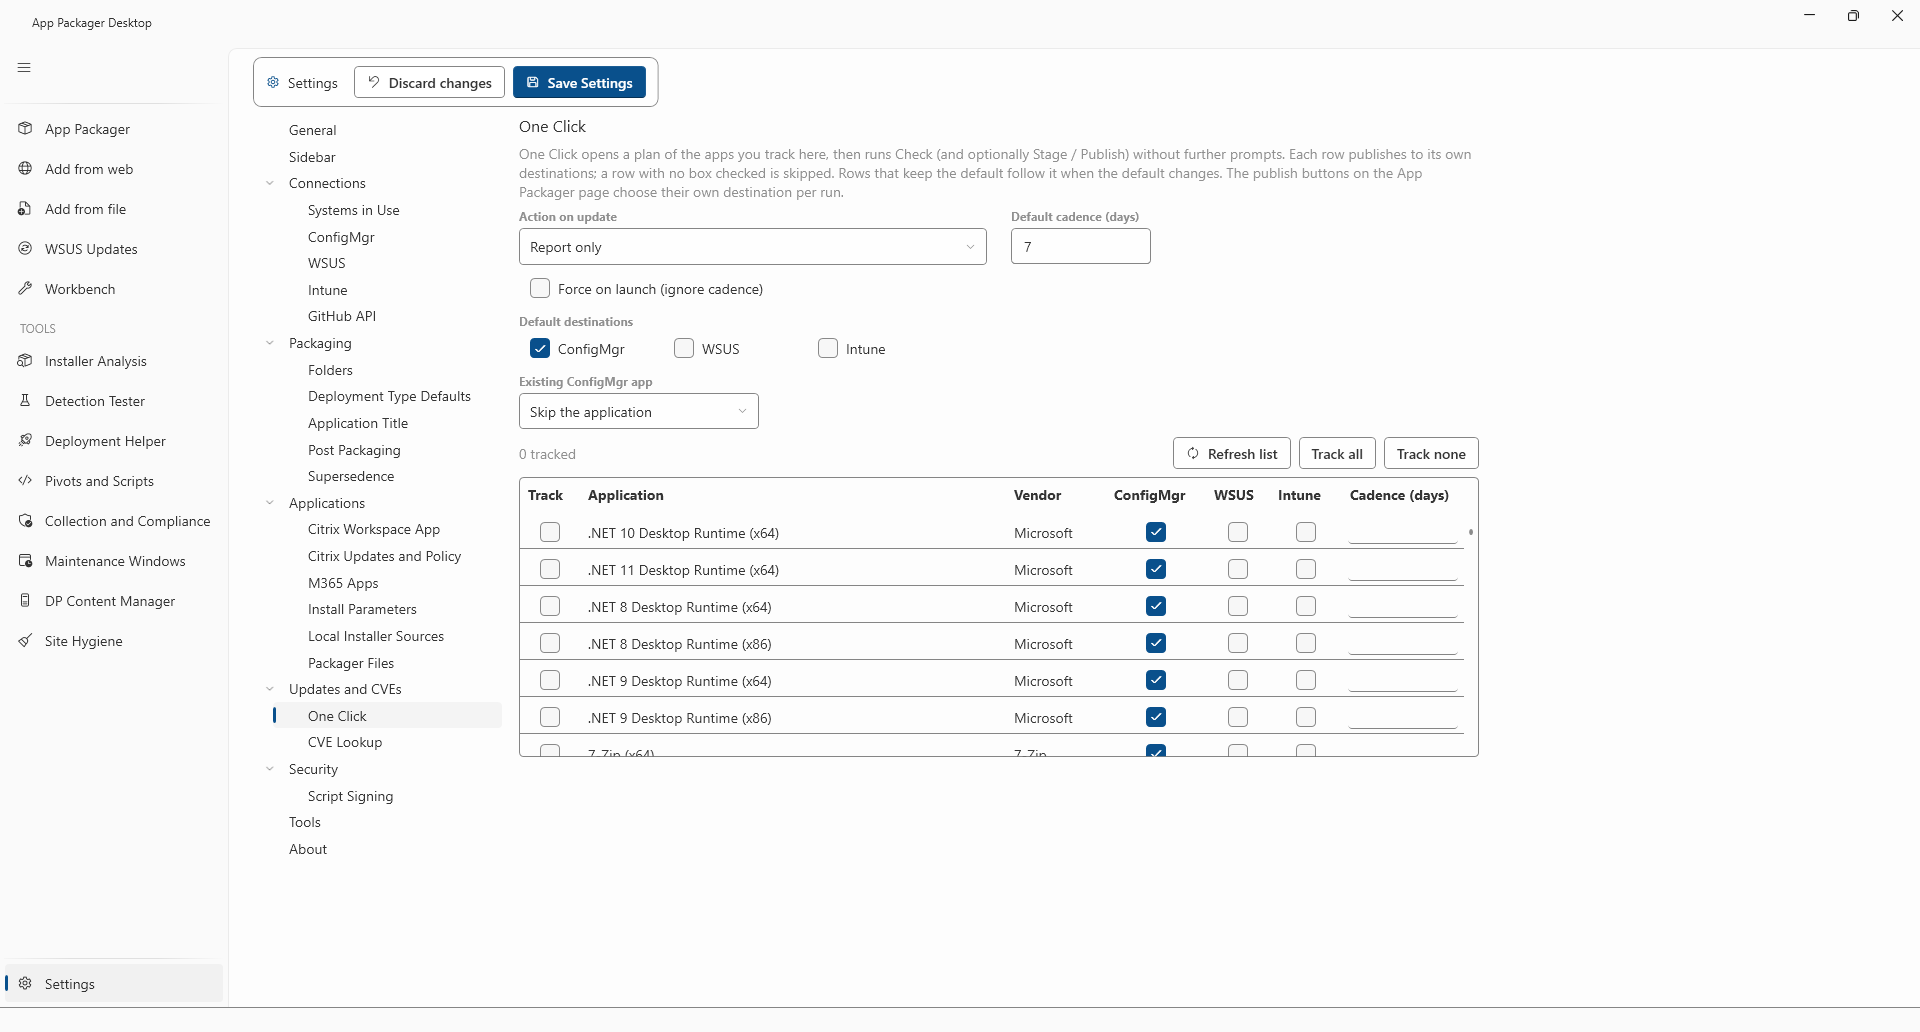 App Packager Desktop
Settings
Discard changes
Save Settings
App Packager
Add from web
Add from file
WSUS Updates
Workbench
TOOLS
Installer Analysis
Detection Tester
Deployment Helper
Pivots and Scripts
Collection and Compliance
Maintenance Windows
DP Content Manager
Site Hygiene
Settings
General
Sidebar
Connections
Systems in Use
ConfigMgr
WSUS
Intune
GitHub API
Packaging
Folders
Deployment Type Defaults
Application Title
Post Packaging
Supersedence
Applications
Citrix Workspace App
Citrix Updates and Policy
M365 Apps
Install Parameters
Local Installer Sources
Packager Files
Updates and CVEs
One Click
CVE Lookup
Security
Script Signing
Tools
About
One Click
One Click opens a plan of the apps you track here, then runs Check (and optionally Stage / Publish) without further prompts. Each row publishes to its own
destinations; a row with no box checked is skipped. Rows that keep the default follow it when the default changes. The publish buttons on the App
Packager page choose their own destination per run.
Action on update
Default cadence (days)
Report only
7
Force on launch (ignore cadence)
Default destinations
ConfigMgr
WSUS
Intune
Existing ConfigMgr app
Skip the application
0 tracked
Refresh list
Track all
Track none
Track Application Vendor ConfigMgr WSUS Intune Cadence (days)
.NET 10 Desktop Runtime (x64) Microsoft
.NET 11 Desktop Runtime (x64) Microsoft
.NET 8 Desktop Runtime (x64) Microsoft
.NET 8 Desktop Runtime (x86) Microsoft
.NET 9 Desktop Runtime (x64) Microsoft
.NET 9 Desktop Runtime (x86) Microsoft
7-Zip (x64) 7-Zip